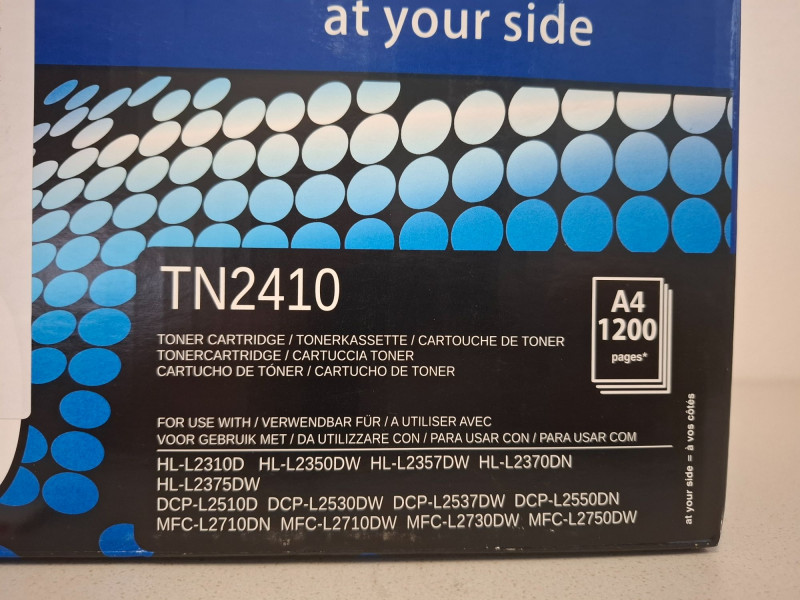 at your side
TN2410
A4
1200
pages*
TONER CARTRIDGE / TONERKASSETTE / CARTOUCHE DE TONER
TONERCARTRIDGE / CARTUCCIA TONER
CARTUCHO DE TÓNER / CARTUCHO DE TONER
FOR USE WITH / VERWENDBAR FÜR / A UTILISER AVEC
VOOR GEBRUIK MET / DA UTILIZZARE CON / PARA USAR CON / PARA USAR COM
HL-L2310D HL-L2350DW HL-L2357DW HL-L2370DN
HL-L2375DW
DCP-L2510D DCP-L2530DW DCP-L2537DW DCP-L2550DN
MFC-L2710DN MFC-L2710DW MFC-L2730DW MFC-L2750DW
at your side = à vos côtés